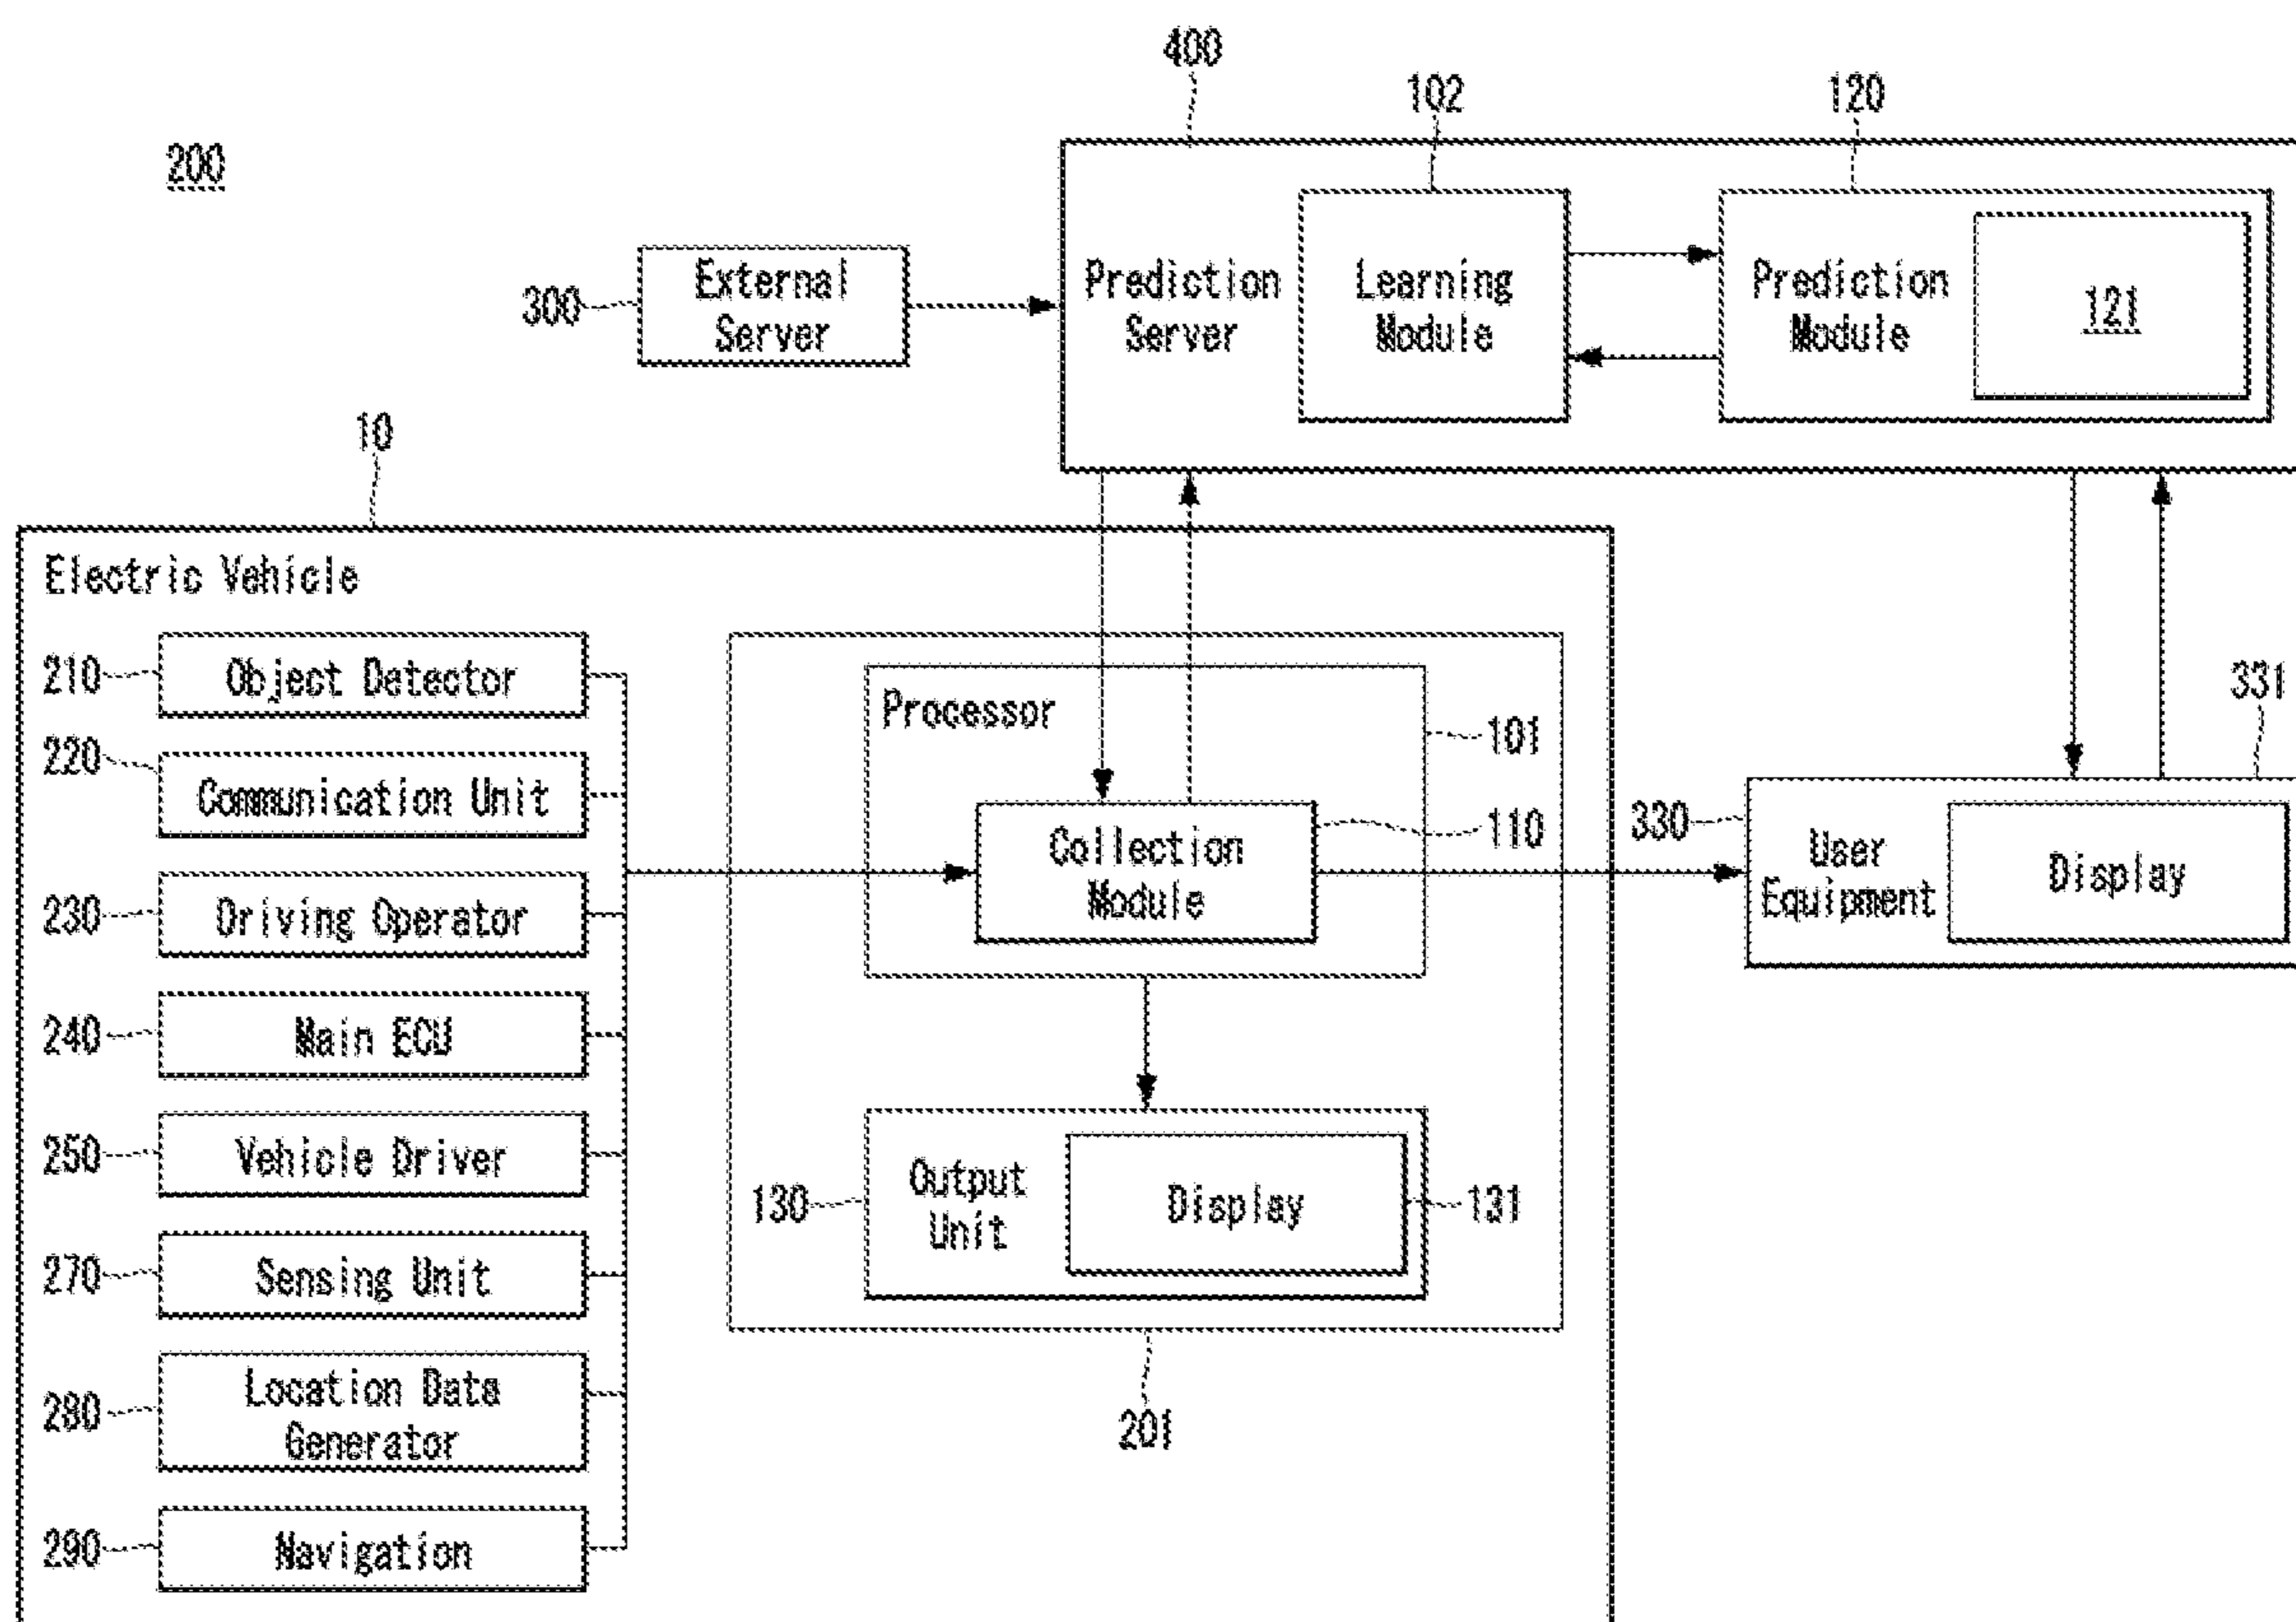 400
102
120
200
Prediction
Server
Learning
Module
Prediction
Module
121
300
External
Server
10
Electric Vehicle
210
Object Detector
220
Communication Unit
230
Driving Operator
240
Main ECU
250
Vehicle Driver
270
Sensing Unit
280
Location Data
Generator
290
Navigation
Processor
101
Collection
Module
110
130
Output
Unit
Display
131
201
331
330
User
Equipment
Display